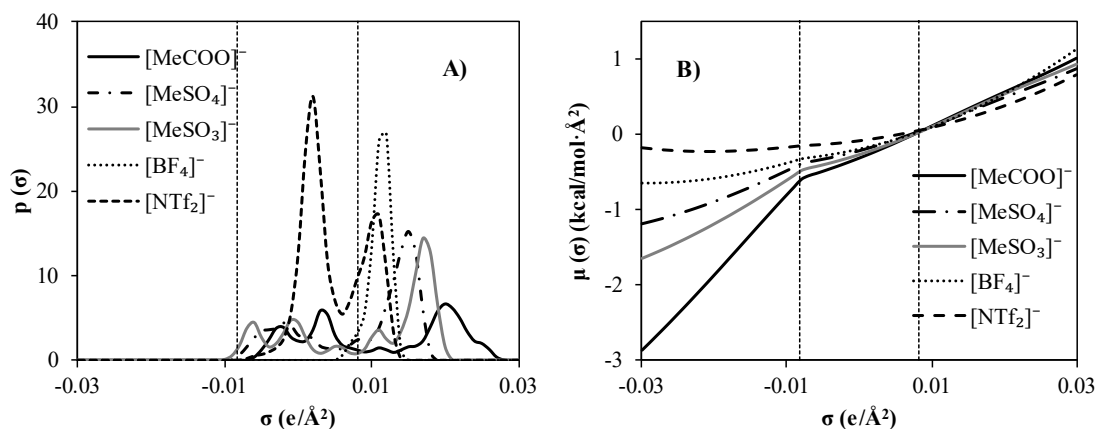 A)
p (σ)
40
30
20
10
0
-0.03
-0.01
0.01
0.03
σ (e/Å²)
[MeCOO]⁻
[MeSO₄]⁻
[MeSO₃]⁻
[BF₄]⁻
[NTf₂]⁻
B)
μ (σ) (kcal/mol·Å²)
1
0
-1
-2
-3
-0.03
-0.01
0.01
0.03
σ (e/Å²)
[MeCOO]⁻
[MeSO₄]⁻
[MeSO₃]⁻
[BF₄]⁻
[NTf₂]⁻